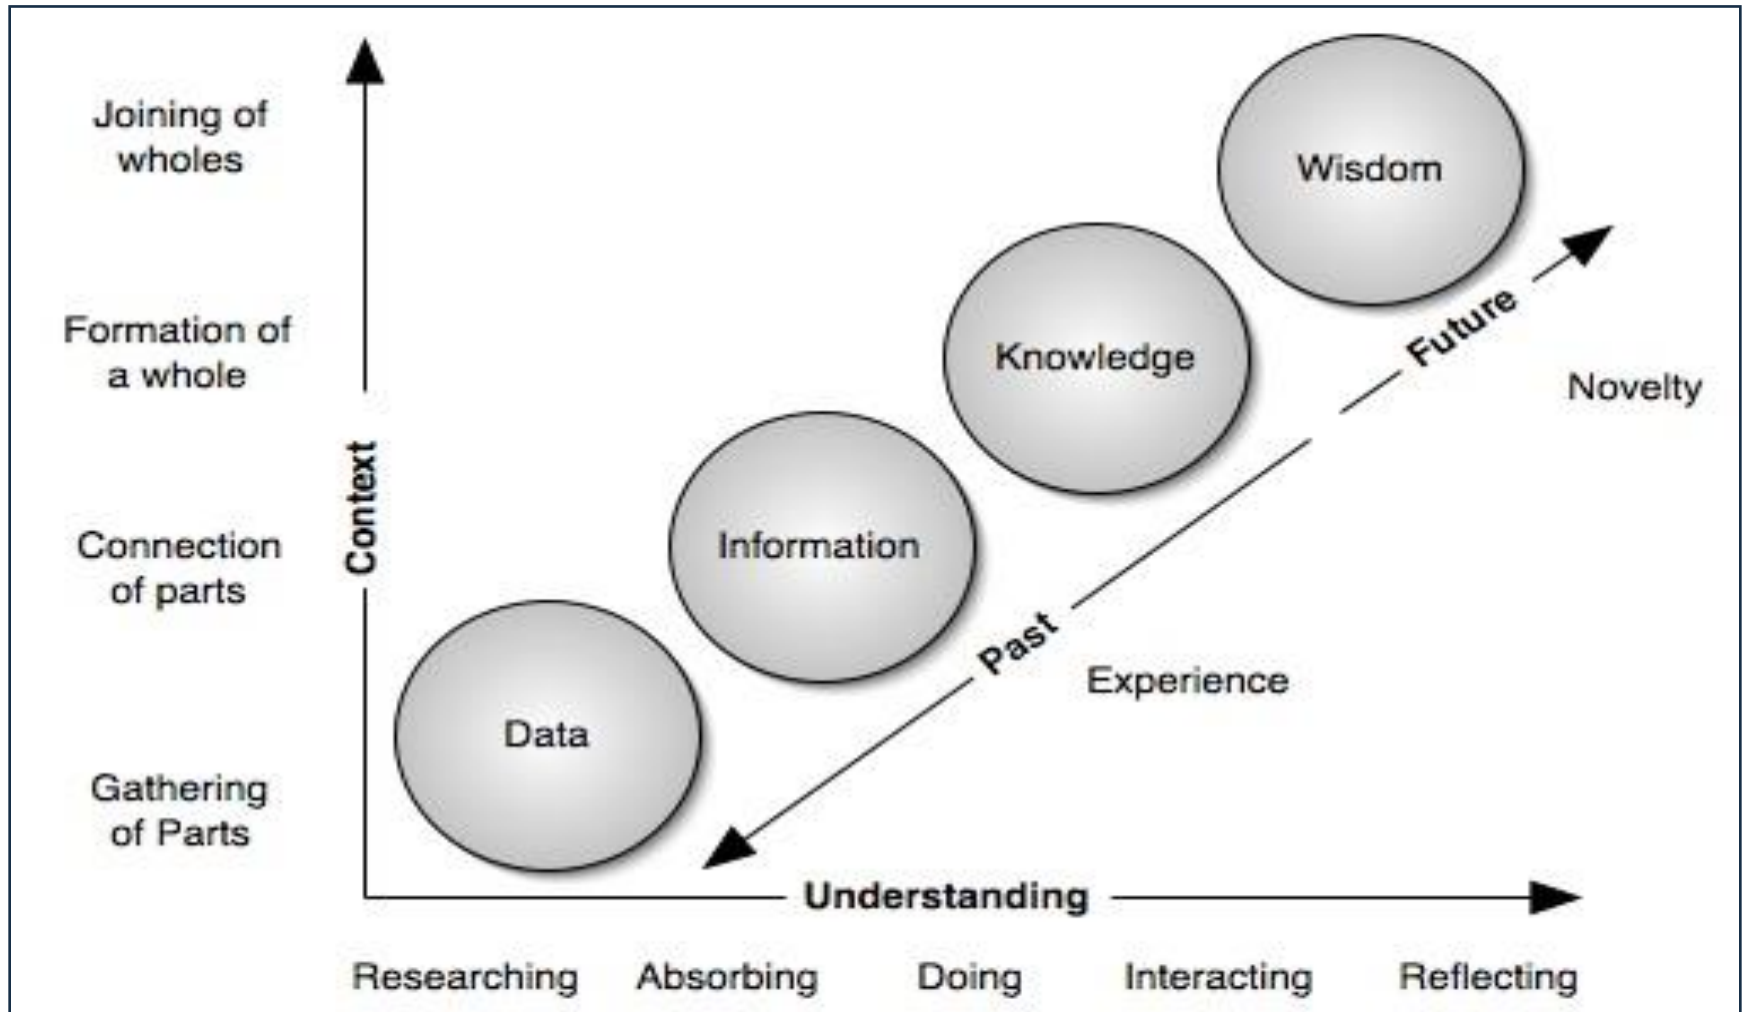 Joining of
wholes
Wisdom
Future
Formation of
a whole
Knowledge
Novelty
Context
Connection
of parts
Information
Past
Experience
Data
Gathering
of Parts
Understanding
Researching Absorbing Doing Interacting Reflecting